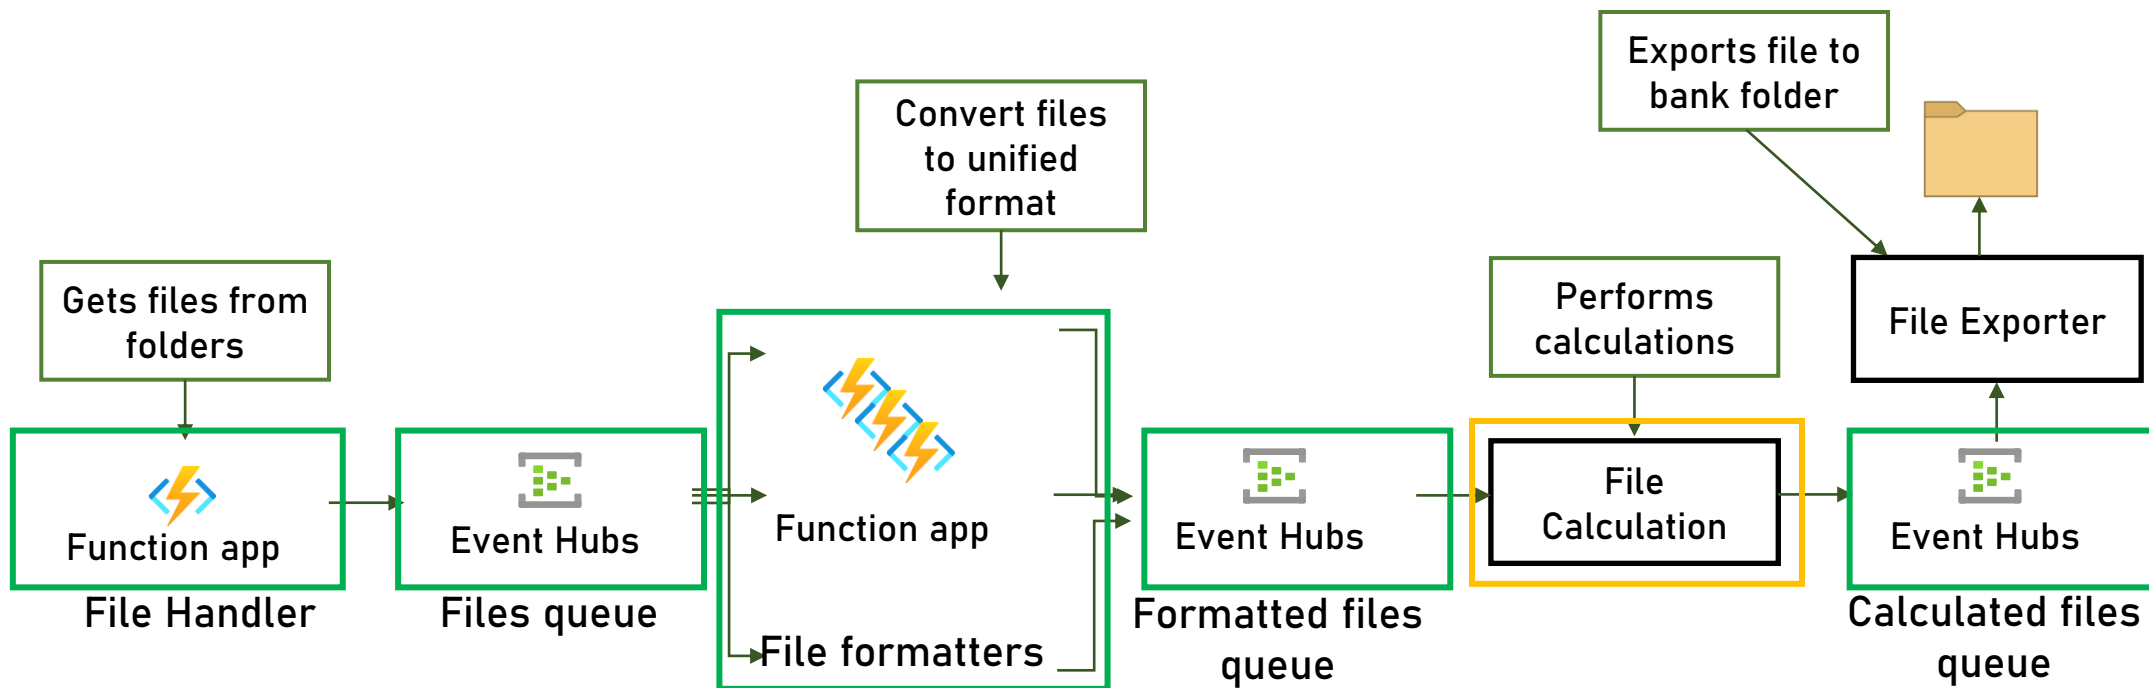 Exports file to
bank folder
Convert files
to unified
format
Gets files from
folders
Performs
calculations
File Exporter
Function app
File Handler
Event Hubs
Files queue
Function app
File formatters
Event Hubs
Formatted files
queue
File
Calculation
Event Hubs
Calculated files
queue